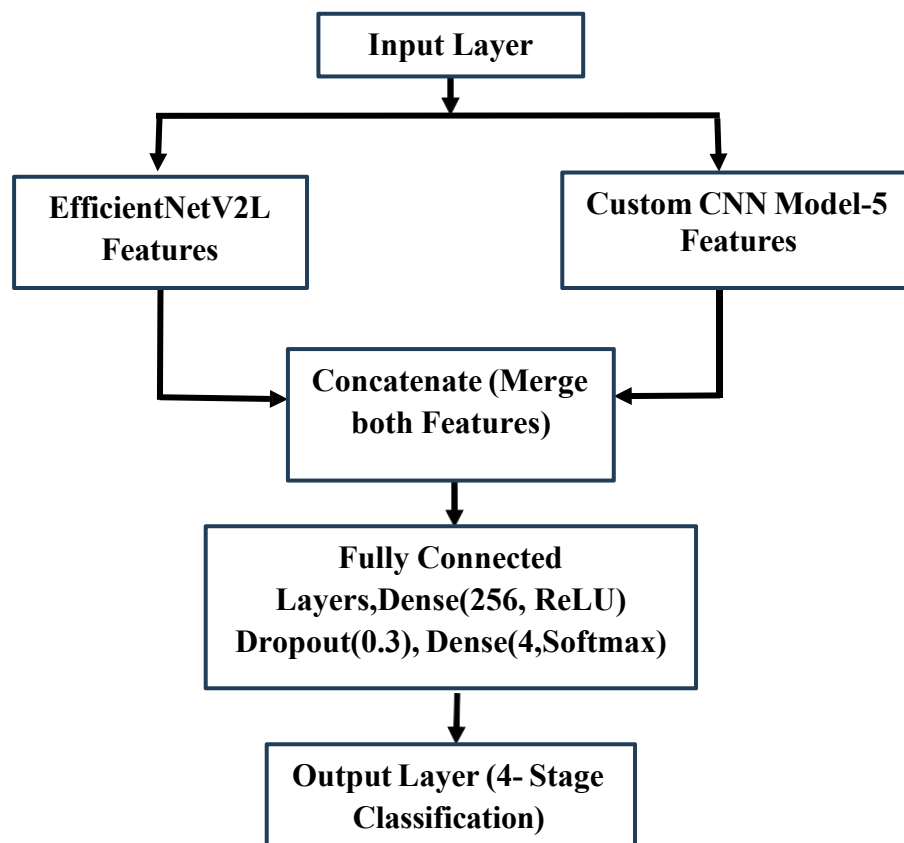 Input Layer
EfficientNetV2L
Features
Custom CNN Model-5
Features
Concatenate (Merge
both Features)
Fully Connected
Layers,Dense(256, ReLU)
Dropout(0.3), Dense(4,Softmax)
Output Layer (4- Stage
Classification)